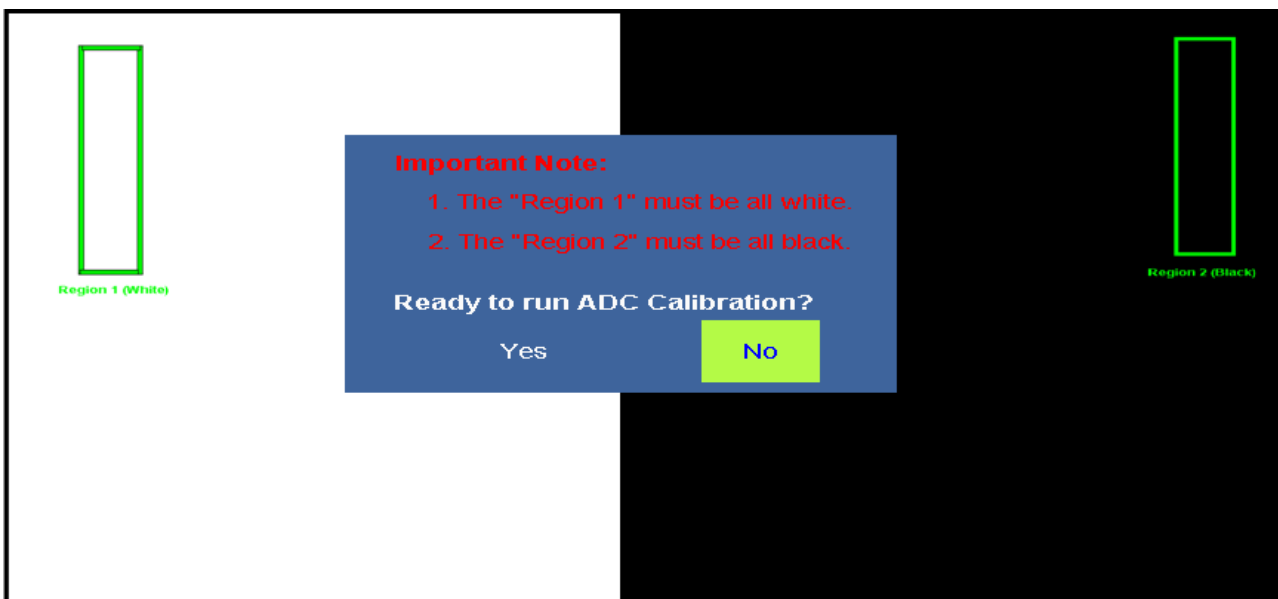 Important Note:
1. The "Region 1" must be all white.
2. The "Region 2" must be all black.
Region 1 (White)
Region 2 (Black)
Ready to run ADC Calibration?
Yes No